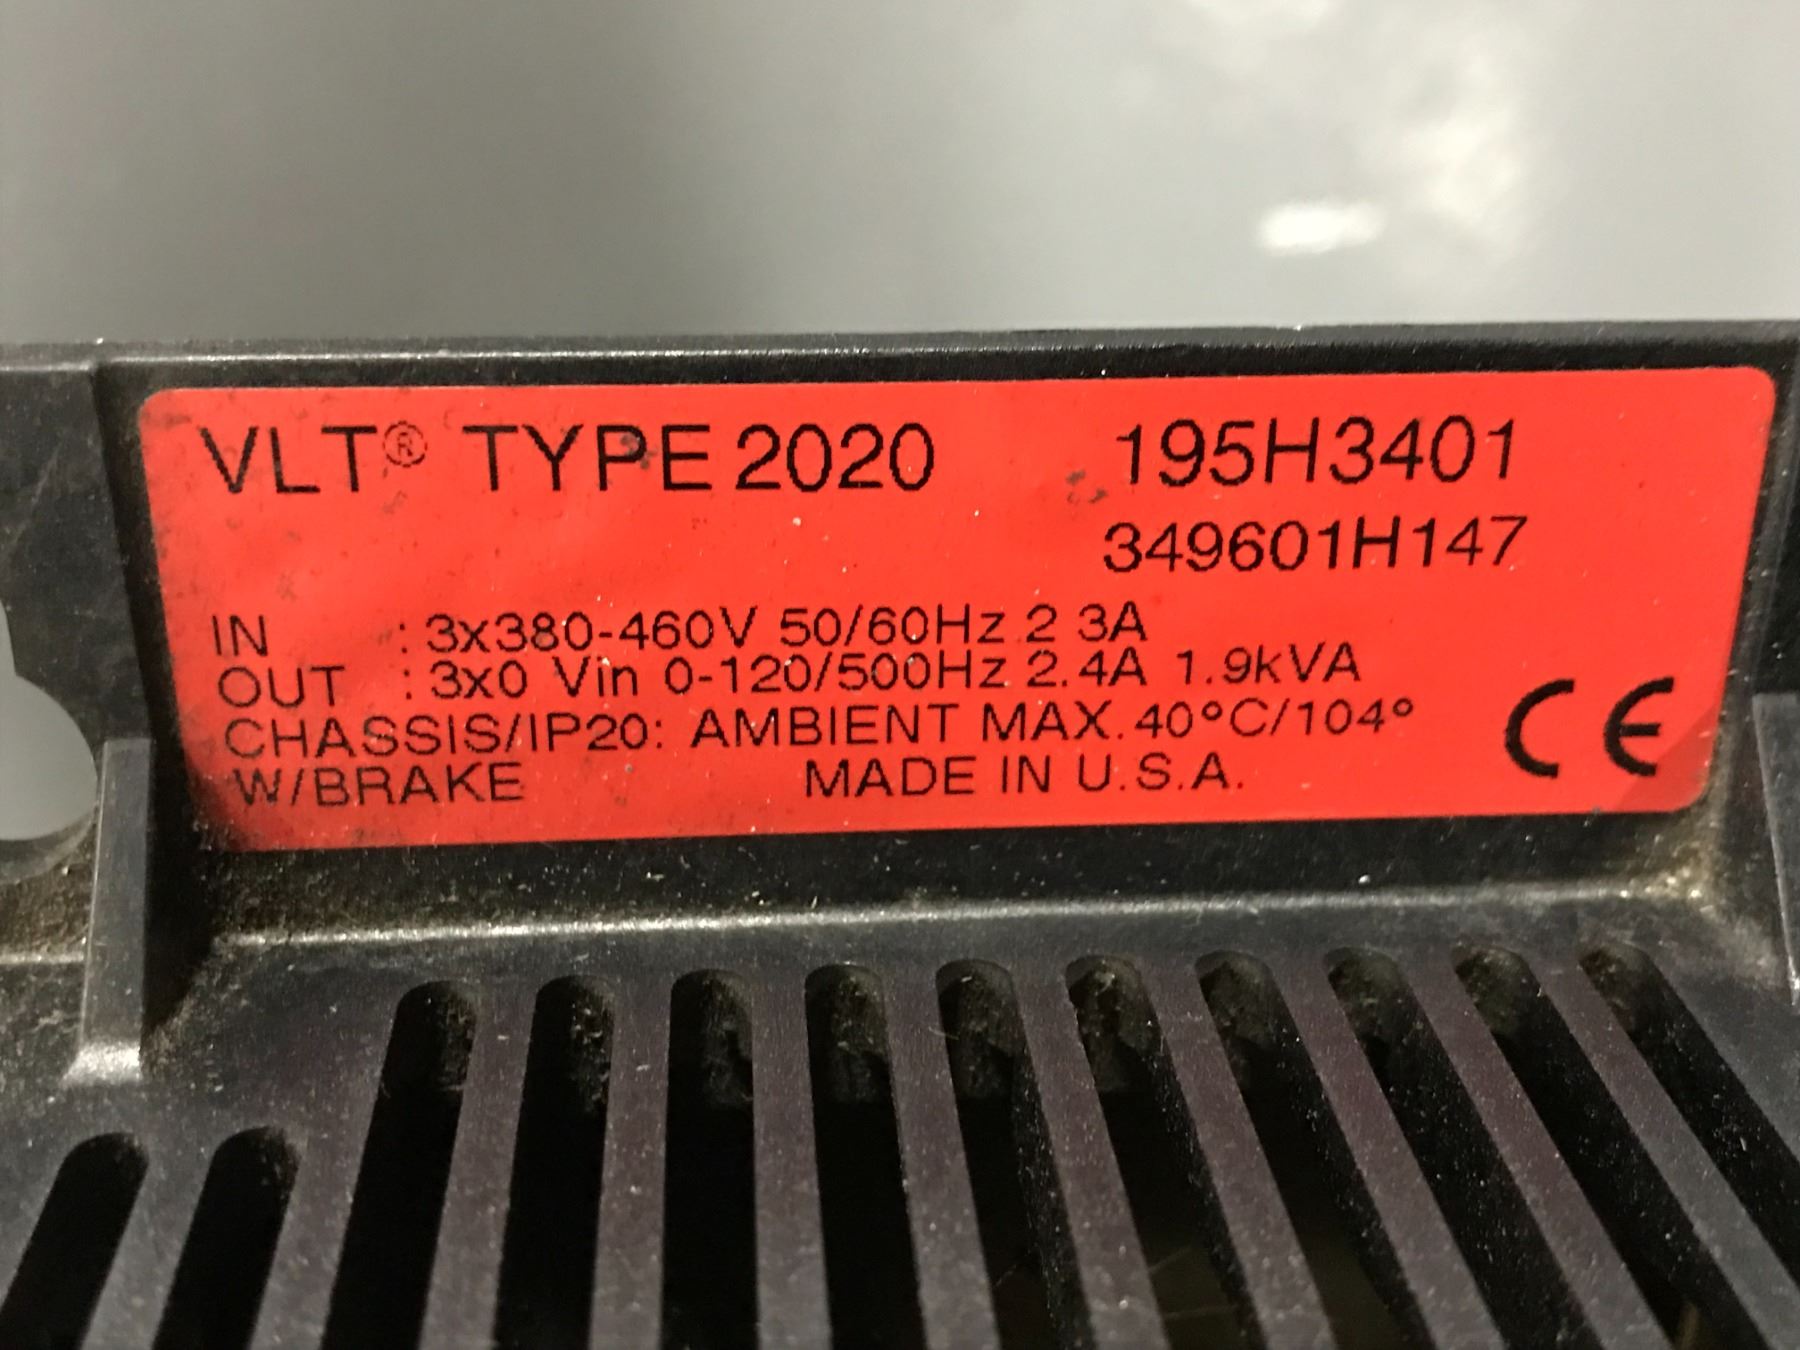 VLT® TYPE 2020 195H3401
349601H147
IN : 3x380-460V 50/60Hz 2 3A
OUT : 3x0 Vin 0-120/500Hz 2.4A 1.9kVA
CHASSIS/IP20: AMBIENT MAX.40°C/104°
W/BRAKE MADE IN U.S.A.
CE